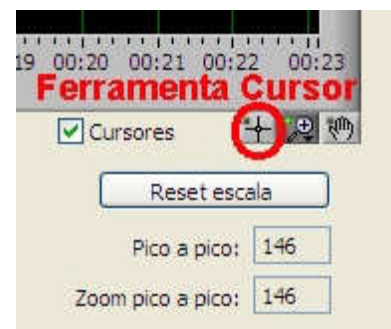 19 00:20 00:21 00:22 00:23
Ferramenta Cursor
Cursores
Reset escala
Pico a pico: 146
Zoom pico a pico: 146